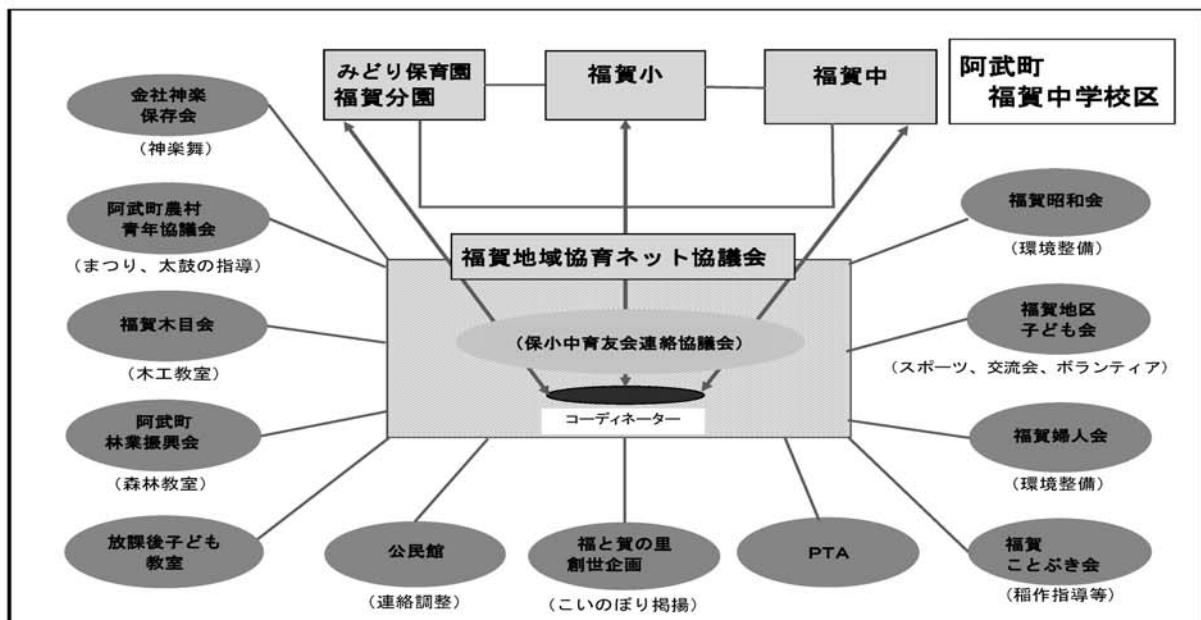 みどり保育園
福賀分園
福賀小
福賀中
阿武町
福賀中学校区
金社神楽
保存会
(神楽舞)
阿武町農村
青年協議会
(まつり、太鼓の指導)
福賀木目会
(木工教室)
阿武町
林業振興会
(森林教室)
放課後子ども
教室
福賀地域協育ネット協議会
(保小中育友会連絡協議会)
コーディネーター
公民館
(連絡調整)
福と賀の里
創世企画
(こいのぼり掲揚)
PTA
福賀昭和会
(環境整備)
福賀地区
子ども会
(スポーツ、交流会、ボランティア)
福賀婦人会
(環境整備)
福賀
ことぶき会
(稲作指導等)